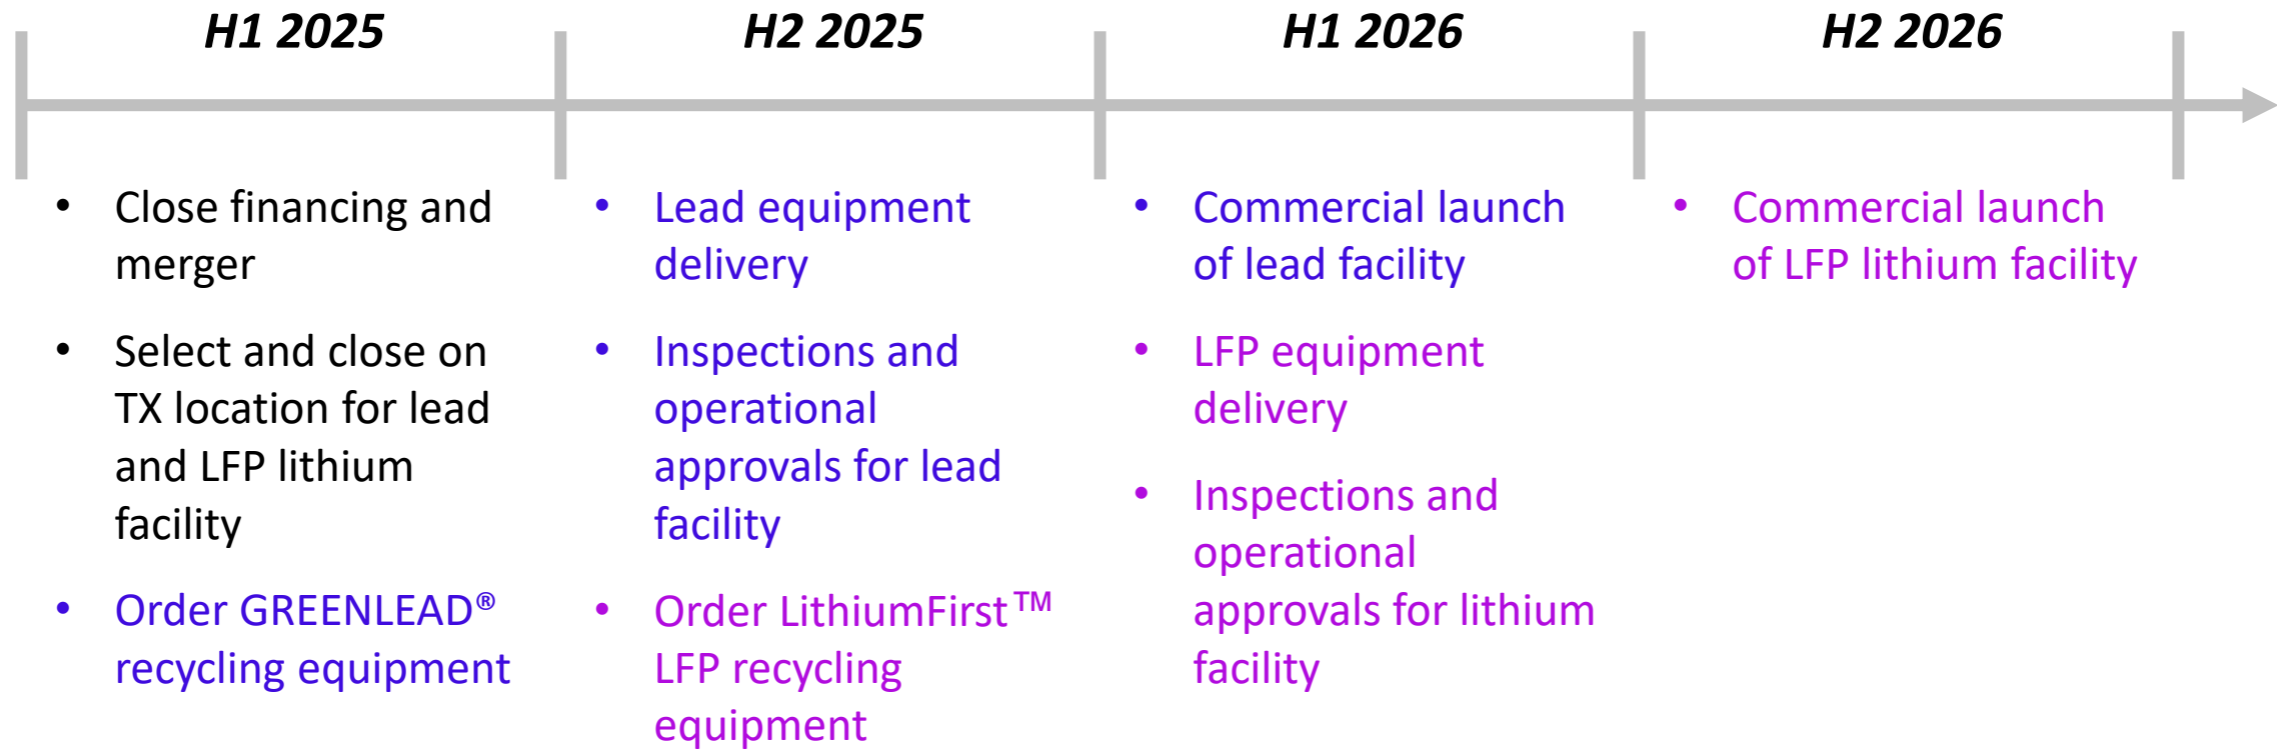 H1 2025
H2 2025
H1 2026
H2 2026
• Close financing and
merger
• Select and close on
TX location for lead
and LFP lithium
facility
• Order GREENLEAD®
recycling equipment
• Lead equipment
delivery
• Inspections and
operational
approvals for lead
facility
• Order LithiumFirst™
LFP recycling
equipment
• Commercial launch
of lead facility
• LFP equipment
delivery
• Inspections and
operational
approvals for lithium
facility
• Commercial launch
of LFP lithium facility